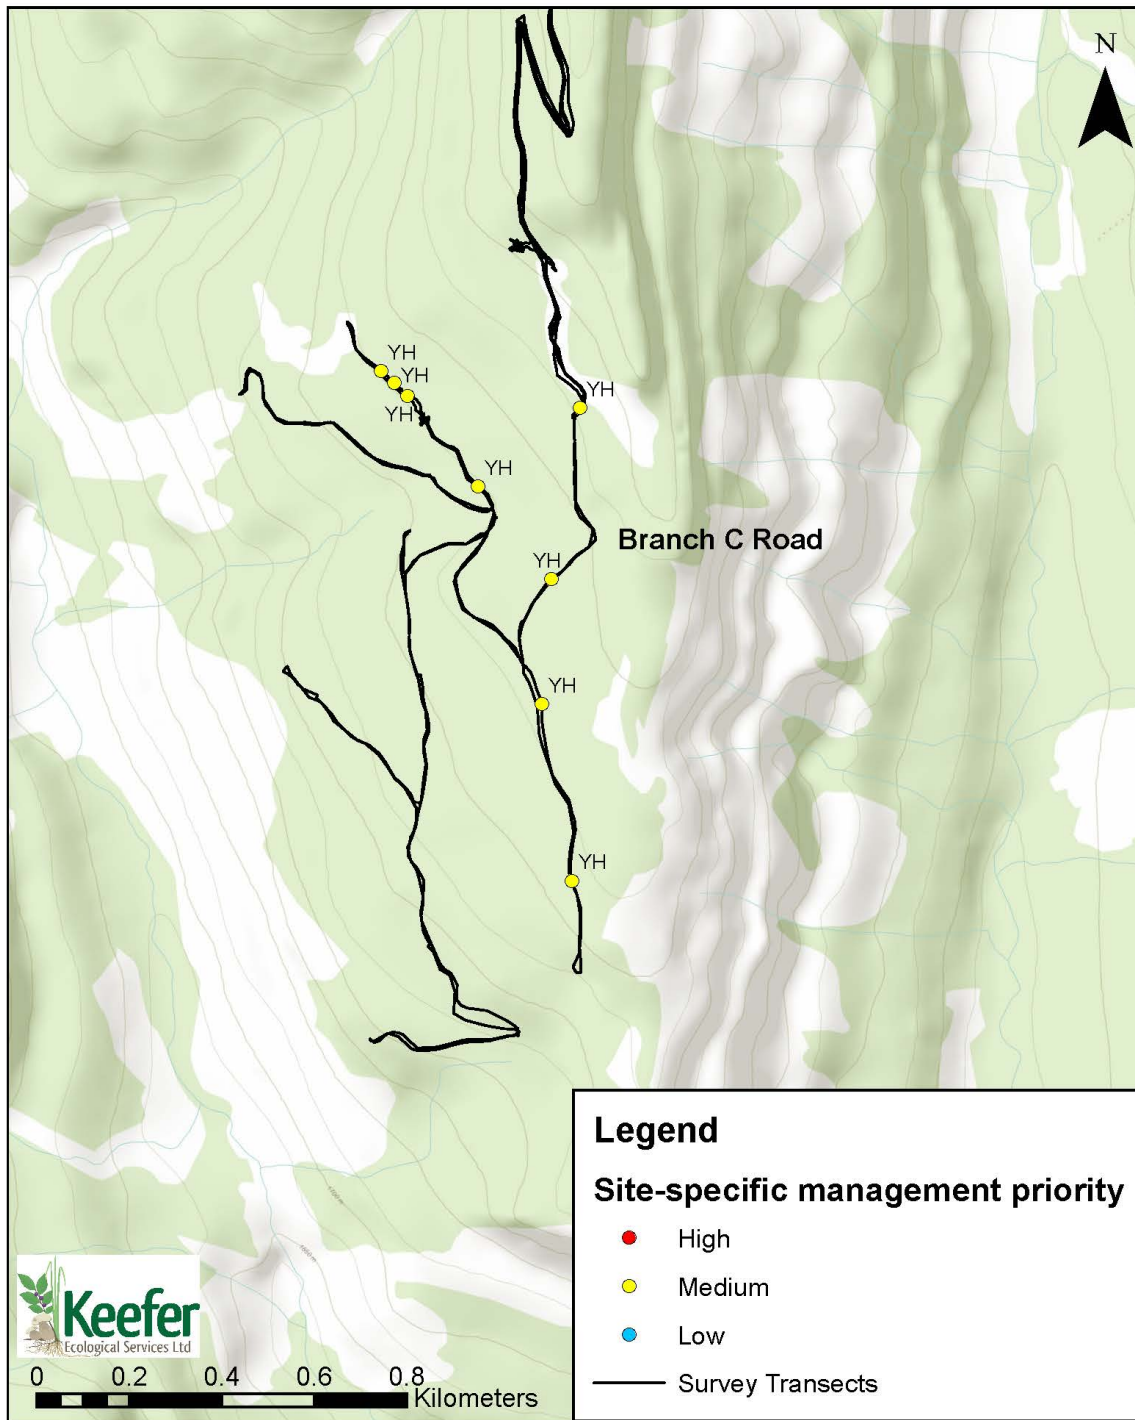 N
YH
YH
YH
YH
YH
Branch C Road
YH
YH
YH
Legend
Site-specific management priority
High
Medium
Low
Survey Transects
Keefer
Ecological Services Ltd
0 0.2 0.4 0.6 0.8
Kilometers